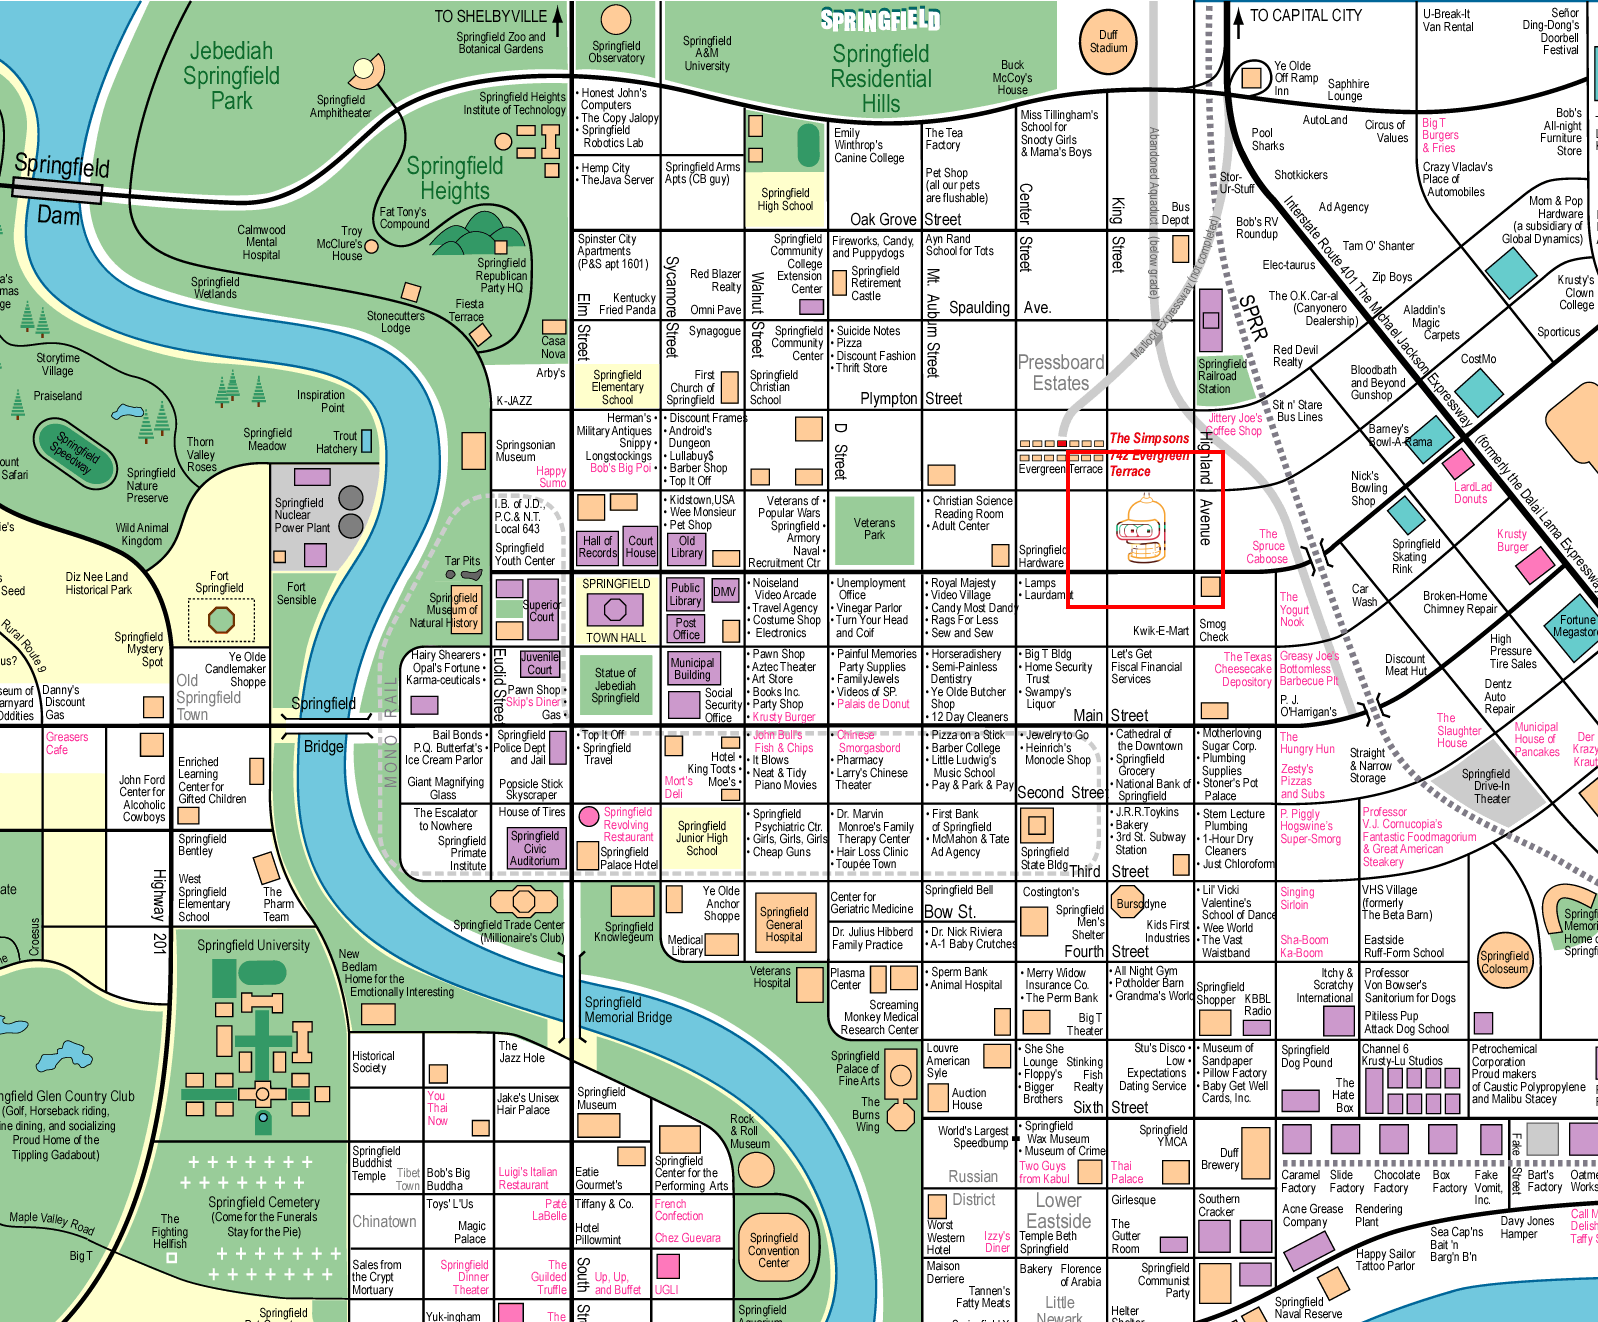 TO SHELBYVILLE
Springfield Zoo and
Botanical Gardens
Jebediah
Springfield
Park
Springfield
Amphitheater
Springfield Heights
Institute of Technology
Springfield
Heights
Springfield
Dam
Fat Tony's
Compound
Calmwood
Mental
Hospital
Troy
McClure's
House
Springfield
Republican
Party HQ
Springfield
Wetlands
Stonecutters
Lodge
Fiesta
Terrace
Casa
Nova
Springfield
Observatory
Springfield
A&M
University
SPRINGFIELD
Springfield
Residential
Hills
Buck
McCoy's
House
Duff
Stadium
TO CAPITAL CITY
U-Break-It
Van Rental
Señor
Ding-Dong's
Doorbell
Festival
Ye Olde
Off Ramp
Inn
Saphhire
Lounge
AutoLand
Circus of
Values
Big T
Burgers
& Fries
Bob's
All-night
Furniture
Store
Pool
Sharks
Crazy Vlaclav's
Place of
Automobiles
Stor-
Ur-Stuff
Shotkickers
Ad Agency
Mom & Pop
Hardware
(a subsidiary of
Global Dynamics)
Bob's RV
Roundup
Tam O' Shanter
Elec-taurus
Zip Boys
Krusty's
Clown
College
The O.K.Car-al
(Canyonero
Dealership)
Aladdin's
Magic
Carpets
Sporticus
Interstate Route 401 The Michael Jackson Expressway
(formerly the Dalai Lama Expressway
SPRR
Abandoned Aquaduct (below grade)
Matlock Expressway (not completed)
• Honest John's
Computers
• The Copy Jalopy
• Springfield
Robotics Lab
• Hemp City
• TheJava Server
Springfield Arms
Apts (CB guy)
Springfield
High School
Emily
Winthrop's
Canine College
The Tea
Factory
Pet Shop
(all our pets
are flushable)
Miss Tillingham's
School for
Snooty Girls
& Mama's Boys
Oak Grove Street
Center
Street
King
Street
Bus
Depot
Spinster City
Apartments
(P&S apt 1601)
Kentucky
Fried Panda
Elm
Street
Sycamore
Street
Red Blazer
Realty
Omni Pave
Walnut
Street
Springfield
Community
College
Extension
Center
Fireworks, Candy,
and Puppydogs
Springfield
Retirement
Castle
Ayn Rand
School for Tots
Mt. Auburn Street
Spaulding Ave.
Synagogue
Springfield
Community
Center
• Suicide Notes
• Pizza
• Discount Fashion
• Thrift Store
Pressboard
Estates
Springfield
Railroad
Station
Red Devil
Realty
Bloodbath
and Beyond
Gunshop
CostMo
Arby's
K-JAZZ
Springfield
Elementary
School
First
Church of
Springfield
Springfield
Christian
School
Plympton Street
Sit n' Stare
Bus Lines
Jittery Joe's
Coffee Shop
Barney's
Bowl-A-Rama
Storytime
Village
Praiseland
Springfield
Speedway
Inspiration
Point
Trout
Hatchery
Springfield
Meadow
Thorn
Valley
Roses
Springfield
Nature
Preserve
Wild Animal
Kingdom
Springsonian
Museum
Happy
Sumo
Herman's •
Military Antiques
Snippy •
Longstockings
Bob's Big Poi •
• Discount Frames
• Android's
Dungeon
• Lullabuy$
• Barber Shop
• Top It Off
D Street
The Simpsons
742 Evergreen
Terrace
Evergreen Terrace
Highland
Avenue
Nick's
Bowling
Shop
LardLad
Donuts
Springfield
Nuclear
Power Plant
I.B. of J.D.,
P.C.& N.T.
Local 643
Springfield
Youth Center
Hall of
Records
Court
House
• Kidstown,USA
• Wee Monsieur
• Pet Shop
Old
Library
Veterans of •
Popular Wars
Springfield •
Armory
Naval •
Recruitment Ctr
Veterans
Park
• Christian Science
Reading Room
• Adult Center
Springfield
Hardware
The
Spruce
Caboose
Springfield
Skating
Rink
Krusty
Burger
Diz Nee Land
Historical Park
Fort
Springfield
Fort
Sensible
Tar Pits
Springfield
Museum of
Natural History
Superior
Court
SPRINGFIELD
TOWN HALL
Public
Library
DMV
Post
Office
• Noiseland
Video Arcade
• Travel Agency
• Costume Shop
• Electronics
• Unemployment
Office
• Vinegar Parlor
• Turn Your Head
and Coif
• Royal Majesty
Video Village
• Candy Most Dandy
• Rags For Less
• Sew and Sew
• Lamps
• Laurdamat
Kwik-E-Mart
Smog
Check
The
Yogurt
Nook
Car
Wash
Broken-Home
Chimney Repair
Fortune
Megastore
Rural Route 9
Springfield
Mystery
Spot
Ye Olde
Candlemaker
Shoppe
Old
Springfield
Town
Danny's
Discount
Gas
Springfield
Bridge
Hairy Shearers •
Opal's Fortune •
Karma-ceuticals •
MONO RAIL
Euclid Street
Juvenile
Court
Pawn Shop •
Skip's Diner •
Gas •
Statue of
Jebediah
Springfield
Municipal
Building
Social
Security
Office
• Pawn Shop
• Aztec Theater
• Art Store
• Books Inc.
• Party Shop
• Krusty Burger
• Painful Memories
Party Supplies
• FamilyJewels
• Videos of SP.
• Palais de Donut
• Horseradishery
• Semi-Painless
Dentistry
• Ye Olde Butcher
Shop
• 12 Day Cleaners
• Big T Bldg
• Home Security
Trust
• Swampy's
Liquor
Let's Get
Fiscal Financial
Services
Main Street
The Texas
Cheesecake
Depository
Greasy Joe's
Bottomless
Barbecue Pit
P. J.
O'Harrigan's
Discount
Meat Hut
High
Pressure
Tire Sales
Dentz
Auto
Repair
Greasers
Cafe
John Ford
Center for
Alcoholic
Cowboys
Enriched
Learning
Center for
Gifted Children
Bail Bonds •
P.Q. Butterfat's •
Ice Cream Parlor
Giant Magnifying
Glass
Springfield
Police Dept
and Jail
Popsicle Stick
Skyscraper
• Top It Off
• Springfield
Travel
Mort's
Deli
Hotel •
King Toots •
Moe's •
• John Bull's
Fish & Chips
• It Blows
• Neat & Tidy
Piano Movies
• Chinese
Smorgasbord
• Pharmacy
• Larry's Chinese
Theater
• Pizza on a Stick
• Barber College
• Little Ludwig's
Music School
• Pay & Park & Pay
• Jewelry to Go
• Heinrich's
Monocle Shop
Second Street
• Cathedral of
the Downtown
• Springfield
Grocery
• National Bank of
Springfield
• Motherloving
Sugar Corp.
• Plumbing
Supplies
• Stoner's Pot
Palace
The
Hungry Hun
Zesty's
Pizzas
and Subs
Straight
& Narrow
Storage
The
Slaughter
House
Municipal
House of
Pancakes
Der
Krazy
Kraut
Springfield
Drive-In
Theater
Springfield
Bentley
West
Springfield
Elementary
School
The
Pharm
Team
Highway 201
Croesus
The Escalator
to Nowhere
Springfield
Primate
Institute
House of Tires
Springfield
Civic
Auditorium
Springfield
Revolving
Restaurant
Springfield
Palace Hotel
Springfield
Junior High
School
• Springfield
Psychiatric Ctr.
• Girls, Girls, Girls
• Cheap Guns
• Dr. Marvin
Monroe's Family
Therapy Center
• Hair Loss Clinic
• Toupée Town
• First Bank
of Springfield
• McMahon & Tate
Ad Agency
Springfield
State Bldg
Third Street
• J.R.R.Toykins
• Bakery
• 3rd St. Subway
Station
• Stern Lecture
Plumbing
• 1-Hour Dry
Cleaners
• Just Chloroform
P. Piggly
Hogswine's
Super-Smorg
Professor
V.J. Cornucopia's
Fantastic Foodmagorium
& Great American
Steakery
Springfield University
New
Bedlam
Home for the
Emotionally Interesting
Springfield Trade Center
(Millionaire's Club)
Springfield
Knowlegeum
Ye Olde
Anchor
Shoppe
Medical
Library
Springfield
General
Hospital
Center for
Geriatric Medicine
Dr. Julius Hibberd
Family Practice
Springfield Bell
Bow St.
• Dr. Nick Riviera
• A-1 Baby Crutches
Costington's
Springfield
Men's
Shelter
Fourth Street
Bursodyne
Kids First
Industries
• Lil' Vicki
Valentine's
School of Dance
• Wee World
• The Vast
Waistband
Singing
Sirloin
Sha-Boom
Ka-Boom
VHS Village
(formerly
The Beta Barn)
Eastside
Ruff-Form School
Springfield
Coloseum
Springfield
Memorial Bridge
Veterans
Hospital
Plasma
Center
Screaming
Monkey Medical
Research Center
• Sperm Bank
• Animal Hospital
• Merry Widow
Insurance Co.
• The Perm Bank
Big T
Theater
• All Night Gym
• Potholder Barn
• Grandma's World
Springfield
Shopper
KBBL
Radio
Itchy &
Scratchy
International
Professor
Von Bowser's
Sanitorium for Dogs
Pitiless Pup
Attack Dog School
Historical
Society
The
Jazz Hole
You
Thai
Now
Jake's Unisex
Hair Palace
Springfield
Museum
Springfield
Palace of
Fine Arts
The
Burns
Wing
Louvre
American
Syle
Auction
House
• She She
Lounge
• Floppy's
• Bigger
Brothers
Stinking
Fish
Realty
Sixth Street
Stu's Disco •
Low •
Expectations
Dating Service
• Museum of
Sandpaper
• Pillow Factory
• Baby Get Well
Cards, Inc.
Springfield
Dog Pound
The
Hate
Box
Channel 6
Krusty-Lu Studios
Petrochemical
Corporation
Proud makers
of Caustic Polypropylene
and Malibu Stacey
Springfield
Buddhist
Temple
Tibet
Town
Bob's Big
Buddha
Luigi's Italian
Restaurant
Eatie
Gourmet's
Springfield
Center for the
Performing Arts
Rock
& Roll
Museum
World's Largest
Speedbump
• Springfield
Wax Museum
• Museum of Crime
Two Guys
from Kabul
Springfield
YMCA
Thai
Palace
Duff
Brewery
Russian
District
Caramel
Factory
Slide
Factory
Chocolate
Factory
Box
Factory
Fake
Vomit,
Inc.
Fake Street
Bart's
Factory
Springfield Cemetery
(Come for the Funerals
Stay for the Pie)
Maple Valley Road
Big T
The
Fighting
Hellfish
Chinatown
Toys' L'Us
Magic
Palace
Paté
LaBelle
Tiffany & Co.
Hotel
Pillowmint
French
Confection
Chez Guevara
Springfield
Convention
Center
Worst
Western
Hotel
Izzy's
Diner
Lower
Eastside
Temple Beth
Springfield
Girlesque
The
Gutter
Room
Southern
Cracker
Acne Grease
Company
Rendering
Plant
Sea Cap'ns
Bait 'n
Barg'n B'n
Davy Jones
Hamper
Happy Sailor
Tattoo Parlor
Sales from
the Crypt
Mortuary
Springfield
Dinner
Theater
The
Guilded
Truffle
South
Up, Up,
and Buffet
UGLI
Maison
Derriere
Tannen's
Fatty Meats
Bakery
Florence
of Arabia
Little
Newark
Springfield
Communist
Party
Helter
Springfield
Naval Reserve
Yuk-ingham
The
Springfield
(Golf, Horseback riding,
Proud Home of the
Tippling Gadabout)